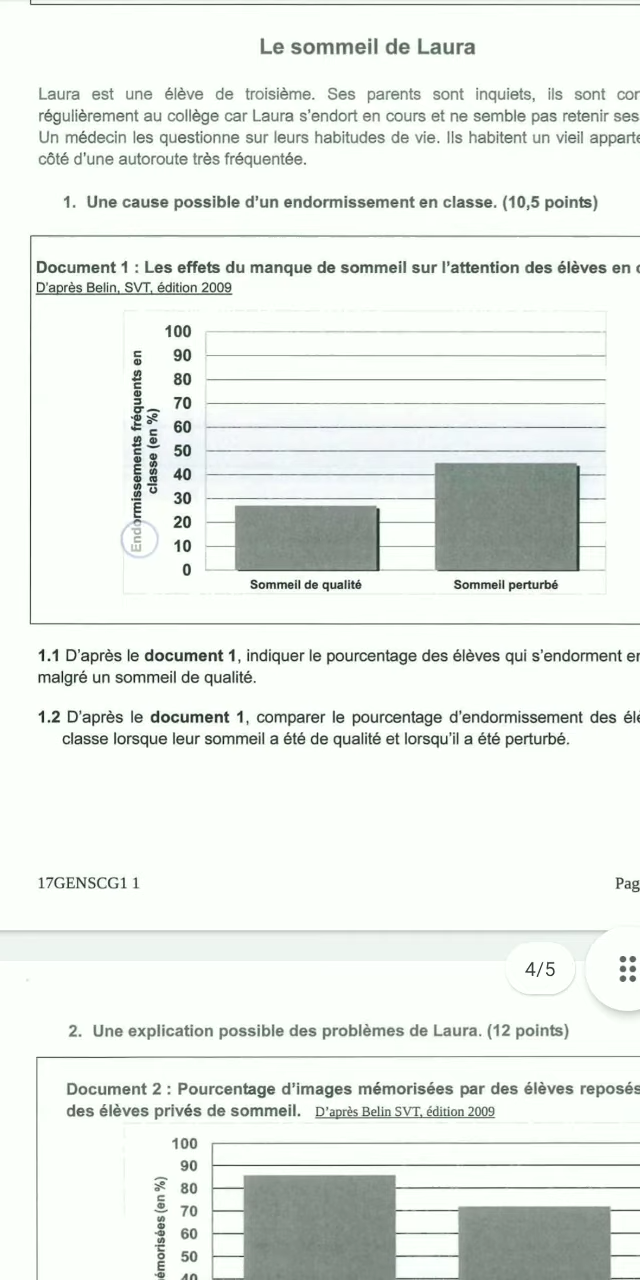 Le sommeil de Laura
Laura est une élève de troisième. Ses parents sont inquiets, ils sont
régulièrement au collège car Laura s'endort en cours et ne semble pas retenir ses
Un médecin les questionne sur leurs habitudes de vie. Ils habitent un vieil
côté d'une autoroute très fréquentée.
1. Une cause possible d'un endormissement en classe. (10,5 points)
Document 1 : Les effets du manque de sommeil sur l'attention des élèves en
D'après Belin, SVT, édition 2009
Endormissements fréquents en
classe (en %)
100
90
80
70
60
50
40
30
20
10
0
Sommeil de qualité Sommeil perturbé
1.1 D'après le document 1, indiquer le pourcentage des élèves qui s'endorment
malgré un sommeil de qualité.
1.2 D'après le document 1, comparer le pourcentage d'endormissement des
classe lorsque leur sommeil a été de qualité et lorsqu'il a été perturbé.
17GENSCG1 1
4/5
2. Une explication possible des problèmes de Laura. (12 points)
Document 2 : Pourcentage d'images mémorisées par des élèves reposés
des élèves privés de sommeil. D'après Belin SVT, édition 2009
(en %)
100
90
80
70
60
50
40